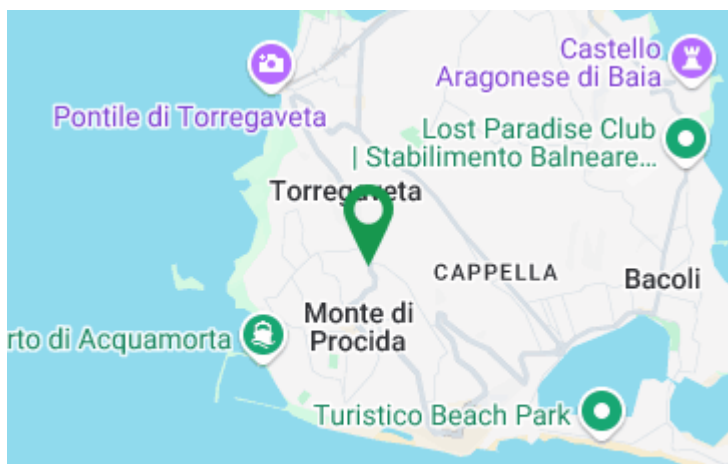 Castello
Aragonese di Baia
Pontile di Torregaveta
Lost Paradise Club
| Stabilimento Balneare...
Torregaveta
CAPPELLA
Bacoli
Monte di
Procida
rto di Acquamorta
Turistico Beach Park